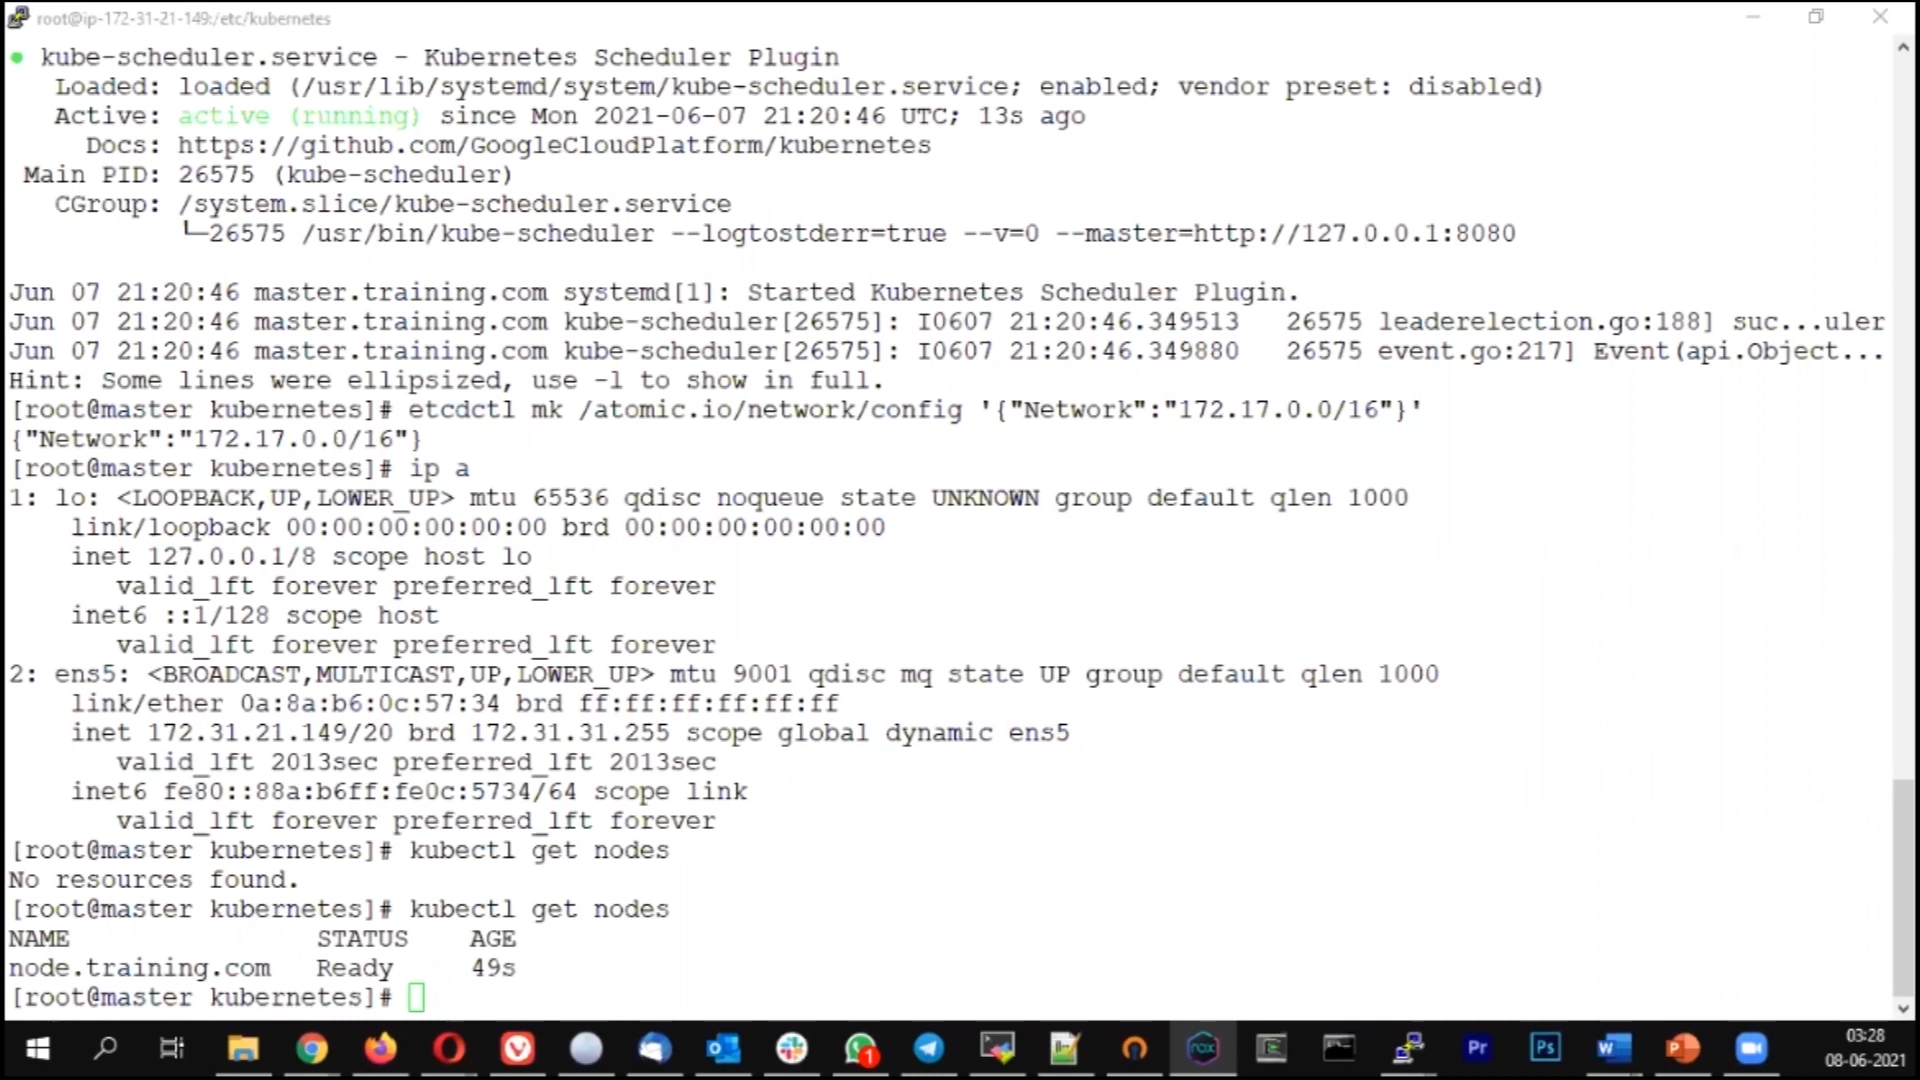 root@ip-172-31-21-149:/etc/kubernetes
● kube-scheduler.service - Kubernetes Scheduler Plugin
   Loaded: loaded (/usr/lib/systemd/system/kube-scheduler.service; enabled; vendor preset: disabled)
   Active: active (running) since Mon 2021-06-07 21:20:46 UTC; 13s ago
     Docs: https://github.com/GoogleCloudPlatform/kubernetes
 Main PID: 26575 (kube-scheduler)
   CGroup: /system.slice/kube-scheduler.service
           └─26575 /usr/bin/kube-scheduler --logtostderr=true --v=0 --master=http://127.0.0.1:8080
Jun 07 21:20:46 master.training.com systemd[1]: Started Kubernetes Scheduler Plugin.
Jun 07 21:20:46 master.training.com kube-scheduler[26575]: I0607 21:20:46.349513   26575 leaderelection.go:188] suc...uler
Jun 07 21:20:46 master.training.com kube-scheduler[26575]: I0607 21:20:46.349880   26575 event.go:217] Event(api.Object...
Hint: Some lines were ellipsized, use -l to show in full.
[root@master kubernetes]# etcdctl mk /atomic.io/network/config '{"Network":"172.17.0.0/16"}'
{"Network":"172.17.0.0/16"}
[root@master kubernetes]# ip a
1: lo: <LOOPBACK,UP,LOWER_UP> mtu 65536 qdisc noqueue state UNKNOWN group default qlen 1000
    link/loopback 00:00:00:00:00:00 brd 00:00:00:00:00:00
    inet 127.0.0.1/8 scope host lo
       valid_lft forever preferred_lft forever
    inet6 ::1/128 scope host
       valid_lft forever preferred_lft forever
2: ens5: <BROADCAST,MULTICAST,UP,LOWER_UP> mtu 9001 qdisc mq state UP group default qlen 1000
    link/ether 0a:8a:b6:0c:57:34 brd ff:ff:ff:ff:ff:ff
    inet 172.31.21.149/20 brd 172.31.31.255 scope global dynamic ens5
       valid_lft 2013sec preferred_lft 2013sec
    inet6 fe80::88a:b6ff:fe0c:5734/64 scope link
       valid_lft forever preferred_lft forever
[root@master kubernetes]# kubectl get nodes
No resources found.
[root@master kubernetes]# kubectl get nodes
NAME                STATUS    AGE
node.training.com   Ready     49s
[root@master kubernetes]#
1
nox
Pr
Ps
W
P
03:28
08-06-2021